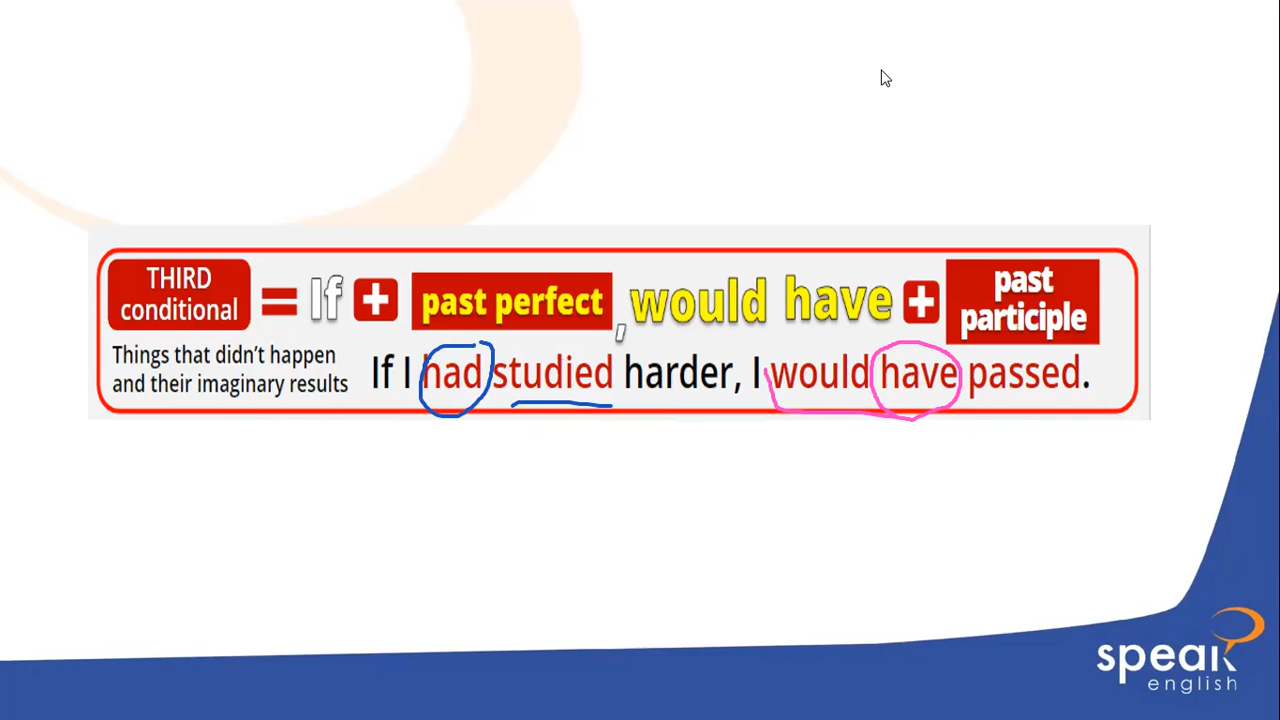 THIRD conditional = If + past perfect, would have + past participle
Things that didn't happen and their imaginary results
If I had studied harder, I would have passed.
speak
english